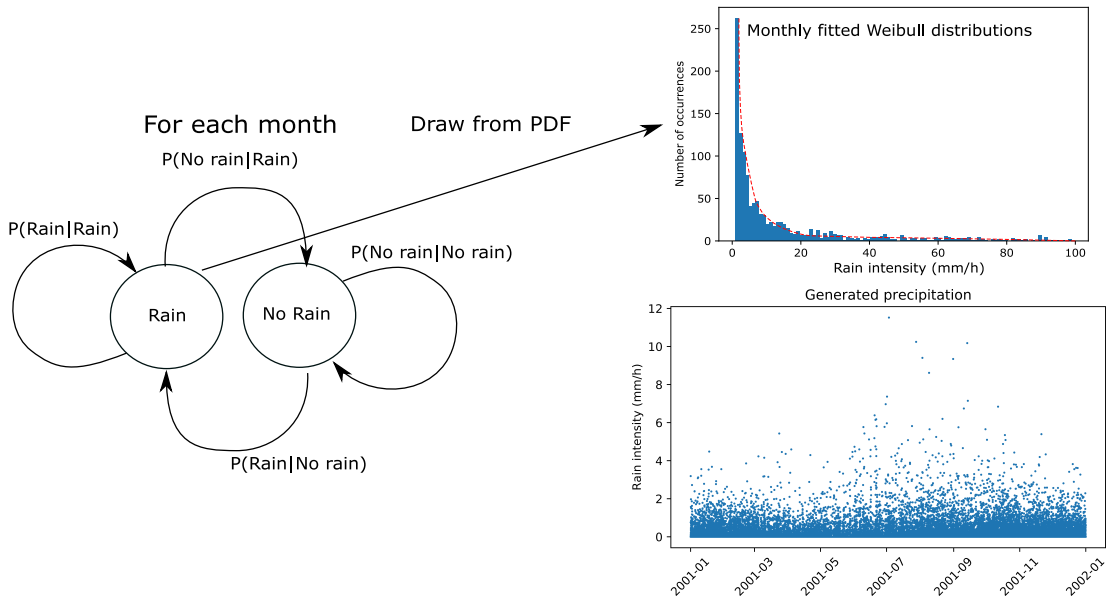 For each month
Draw from PDF
P(No rain|Rain)
P(Rain|Rain)
P(No rain|No rain)
Rain
No Rain
P(Rain|No rain)
Monthly fitted Weibull distributions
Number of occurrences
250
200
150
100
50
0
0
20
40
60
80
100
Rain intensity (mm/h)
Generated precipitation
Rain intensity (mm/h)
12
10
8
6
4
2
0
2001-01
2001-03
2001-05
2001-07
2001-09
2001-11
2002-01